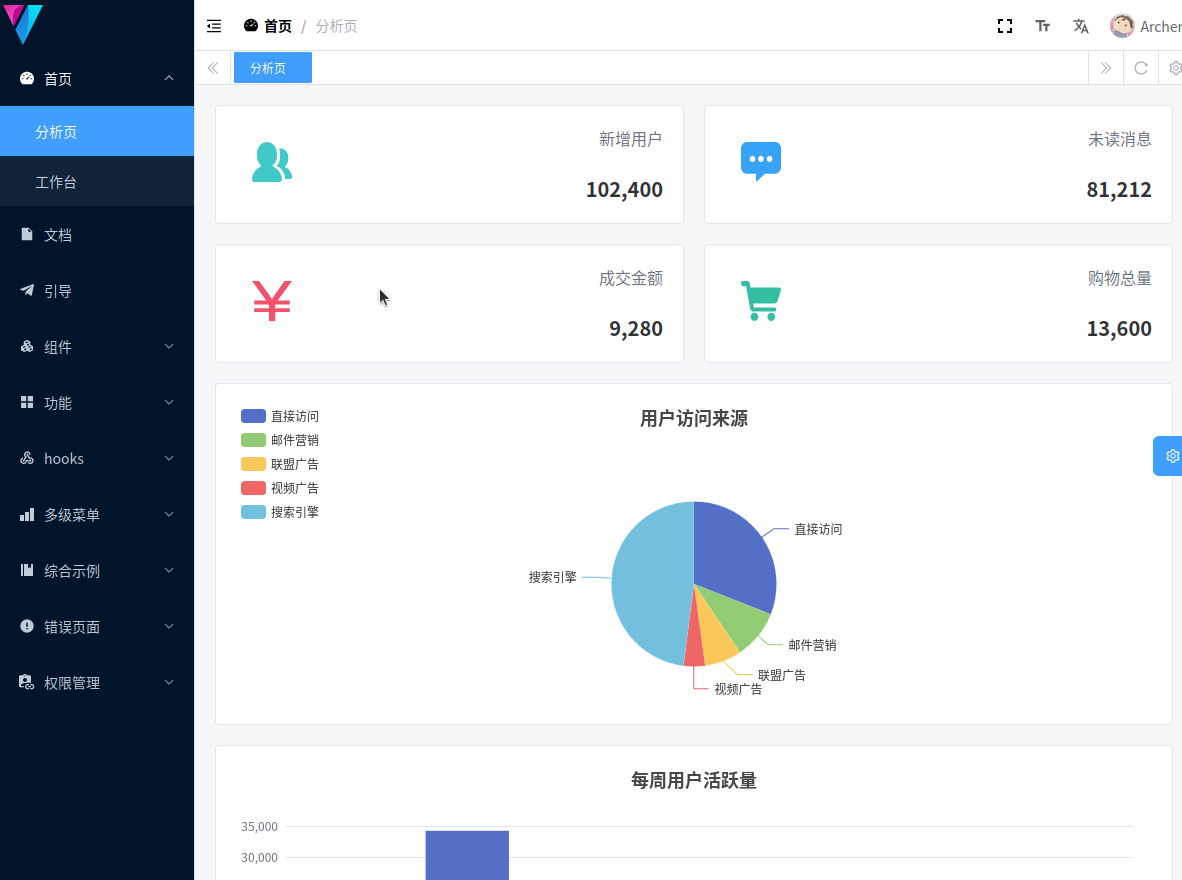 首页
分析页
工作台
文档
引导
组件
功能
hooks
多级菜单
综合示例
错误页面
权限管理
首页 / 分析页
Archer
分析页
新增用户
102,400
未读消息
81,212
成交金额
9,280
购物总量
13,600
用户访问来源
直接访问
邮件营销
联盟广告
视频广告
搜索引擎
直接访问
搜索引擎
邮件营销
联盟广告
视频广告
每周用户活跃量
35,000
30,000